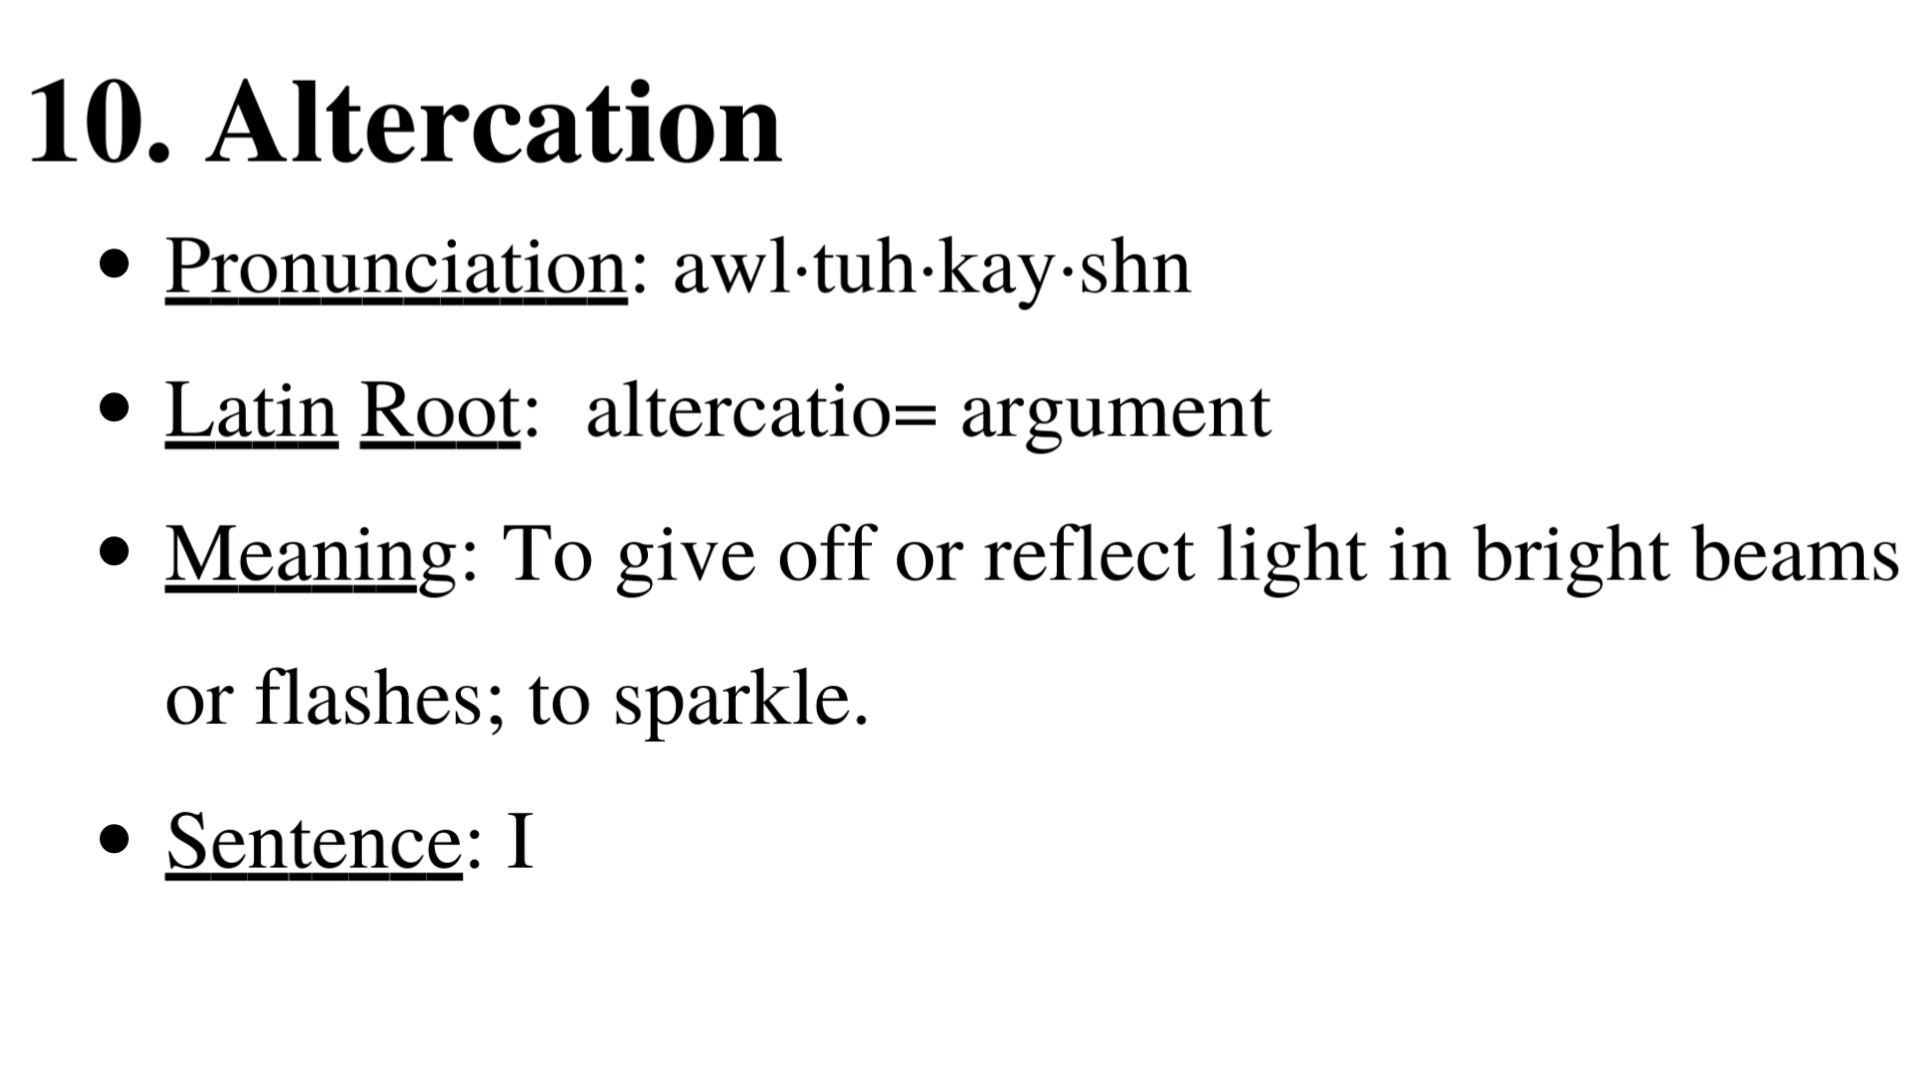 10. Altercation
• Pronunciation: awl·tuh·kay·shn
• Latin Root:  altercatio= argument
• Meaning: To give off or reflect light in bright beams
or flashes; to sparkle.
• Sentence: I